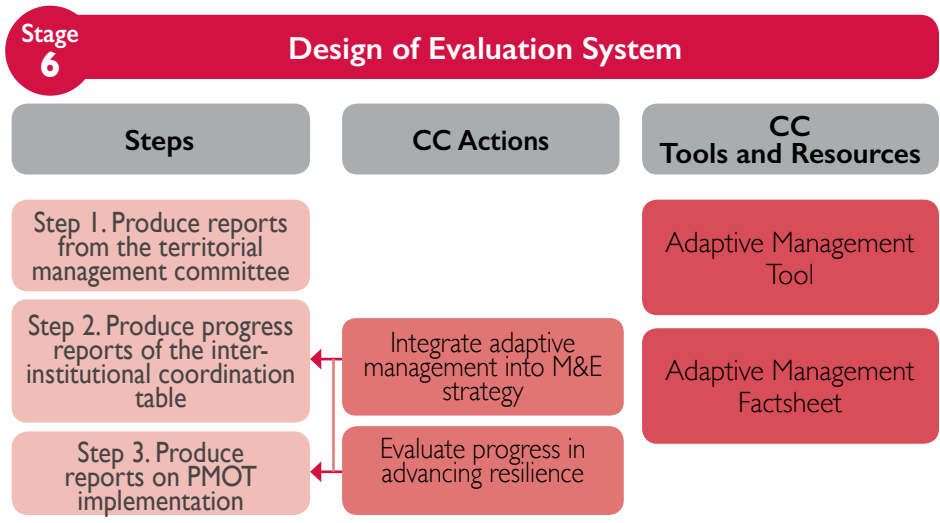 Stage
6
Design of Evaluation System
Steps
CC Actions
CC
Tools and Resources
Step 1. Produce reports
from the territorial
management committee
Step 2. Produce progress
reports of the inter-
institutional coordination
table
Step 3. Produce
reports on PMOT
implementation
Integrate adaptive
management into M&E
strategy
Evaluate progress in
advancing resilience
Adaptive Management
Tool
Adaptive Management
Factsheet